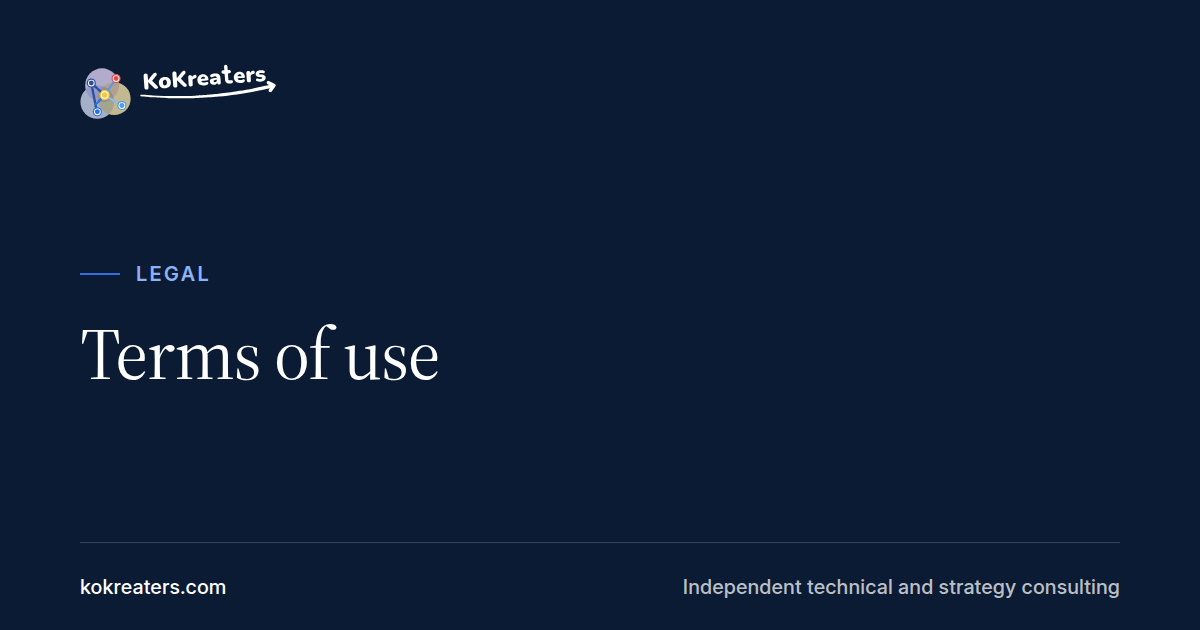 KoKreaters
LEGAL
Terms of use
kokreaters.com
Independent technical and strategy consulting